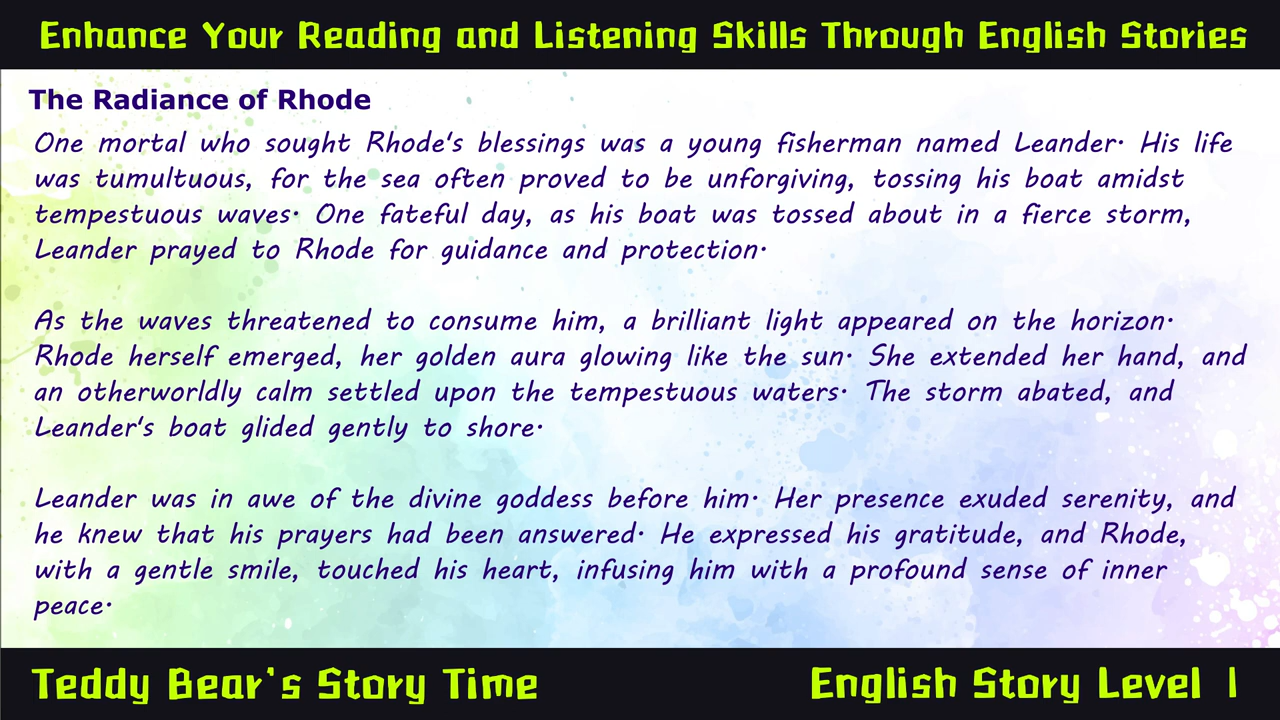 Enhance Your Reading and Listening Skills Through English Stories
The Radiance of Rhode
One mortal who sought Rhode's blessings was a young fisherman named Leander. His life
was tumultuous, for the sea often proved to be unforgiving, tossing his boat amidst
tempestuous waves. One fateful day, as his boat was tossed about in a fierce storm,
Leander prayed to Rhode for guidance and protection.
As the waves threatened to consume him, a brilliant light appeared on the horizon.
Rhode herself emerged, her golden aura glowing like the sun. She extended her hand, and
an otherworldly calm settled upon the tempestuous waters. The storm abated, and
Leander's boat glided gently to shore.
Leander was in awe of the divine goddess before him. Her presence exuded serenity, and
he knew that his prayers had been answered. He expressed his gratitude, and Rhode,
with a gentle smile, touched his heart, infusing him with a profound sense of inner
peace.
Teddy Bear's Story Time
English Story Level 1